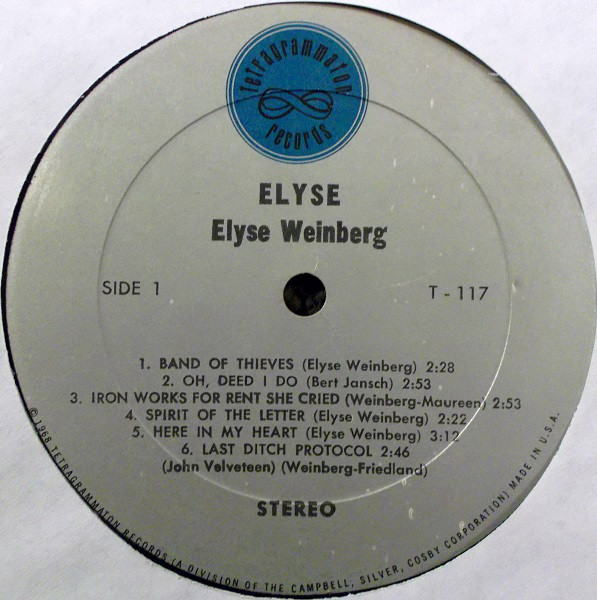 tetragrammaton
records
ELYSE
Elyse Weinberg
SIDE 1
T - 117
1. BAND OF THIEVES (Elyse Weinberg) 2:28
2. OH, DEED I DO (Bert Jansch) 2:53
3. IRON WORKS FOR RENT SHE CRIED (Weinberg-Maureen) 2:53
4. SPIRIT OF THE LETTER (Elyse Weinberg) 2:22
5. HERE IN MY HEART (Elyse Weinberg) 3:12
6. LAST DITCH PROTOCOL 2:46
(John Velveteen) (Weinberg-Friedland)
STEREO
© 1968 TETRAGRAMMATON RECORDS (A DIVISION OF THE CAMPBELL, SILVER, COSBY CORPORATION) MADE IN U.S.A.